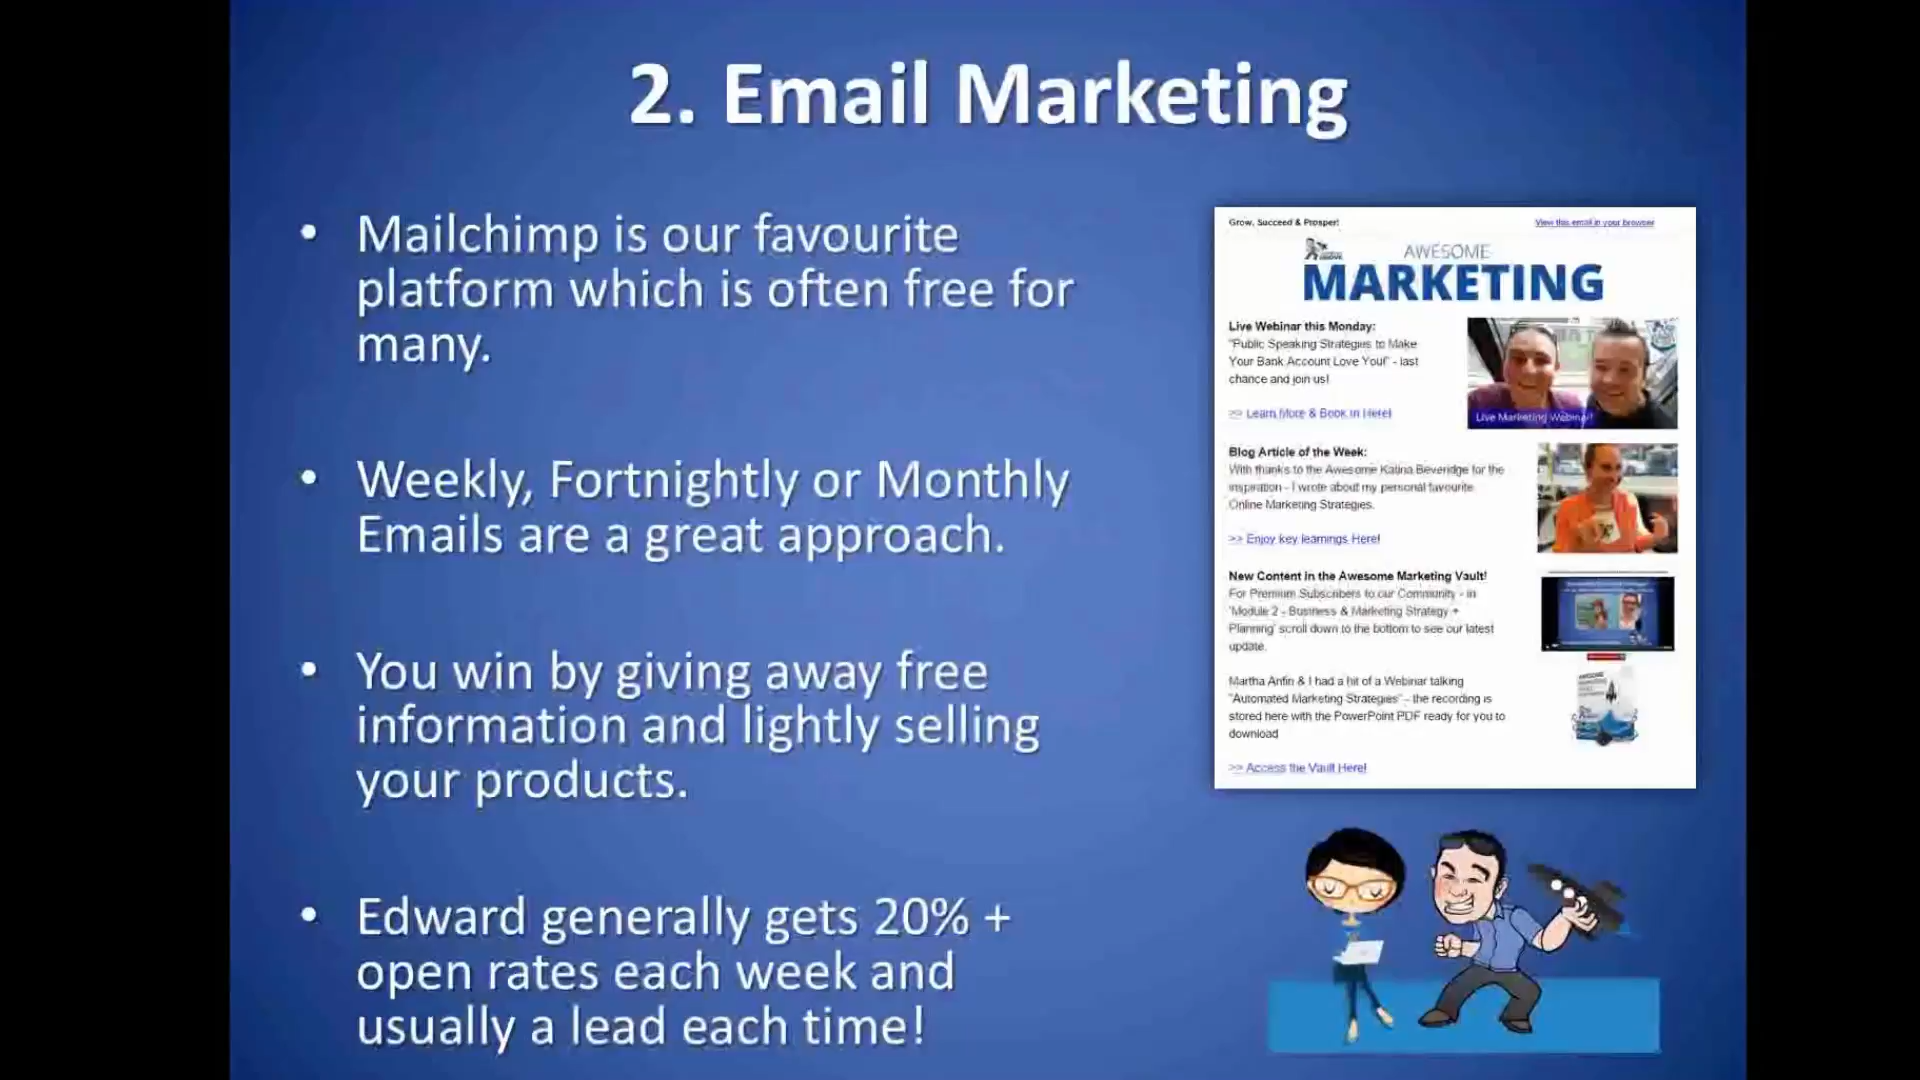 2. Email Marketing
• Mailchimp is our favourite
platform which is often free for
many.
• Weekly, Fortnightly or Monthly
Emails are a great approach.
• You win by giving away free
information and lightly selling
your products.
• Edward generally gets 20% +
open rates each week and
usually a lead each time!
Grow, Succeed & Prosper!
View this email in your browser
AWESOME
MARKETING
Live Webinar this Monday:
"Public Speaking Strategies to Make
Your Bank Account Love You!" - last
chance and join us!
>> Learn More & Book in Here!
Live Marketing Webinar!
Blog Article of the Week:
With thanks to the Awesome Katina Beveridge for the
inspiration - I wrote about my personal favourite
Online Marketing Strategies.
>> Enjoy key learnings Here!
New Content in the Awesome Marketing Vault!
For Premium Subscribers to our Community - in
'Module 2 - Business & Marketing Strategy +
Planning' scroll down to the bottom to see our latest
update.
Martha Anfin & I had a hit of a Webinar talking
"Automated Marketing Strategies" - the recording is
stored here with the PowerPoint PDF ready for you to
download
>> Access the Vault Here!